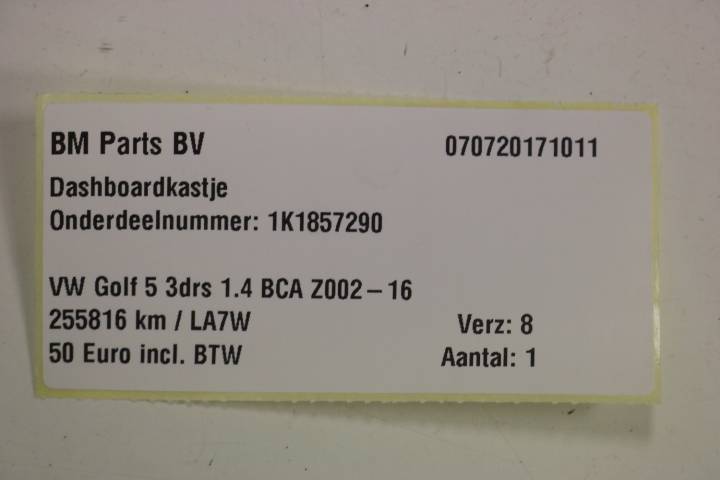 BM Parts BV 070720171011
Dashboardkastje
Onderdeelnummer: 1K1857290
VW Golf 5 3drs 1.4 BCA Z002-16
255816 km / LA7W Verz: 8
50 Euro incl. BTW Aantal: 1